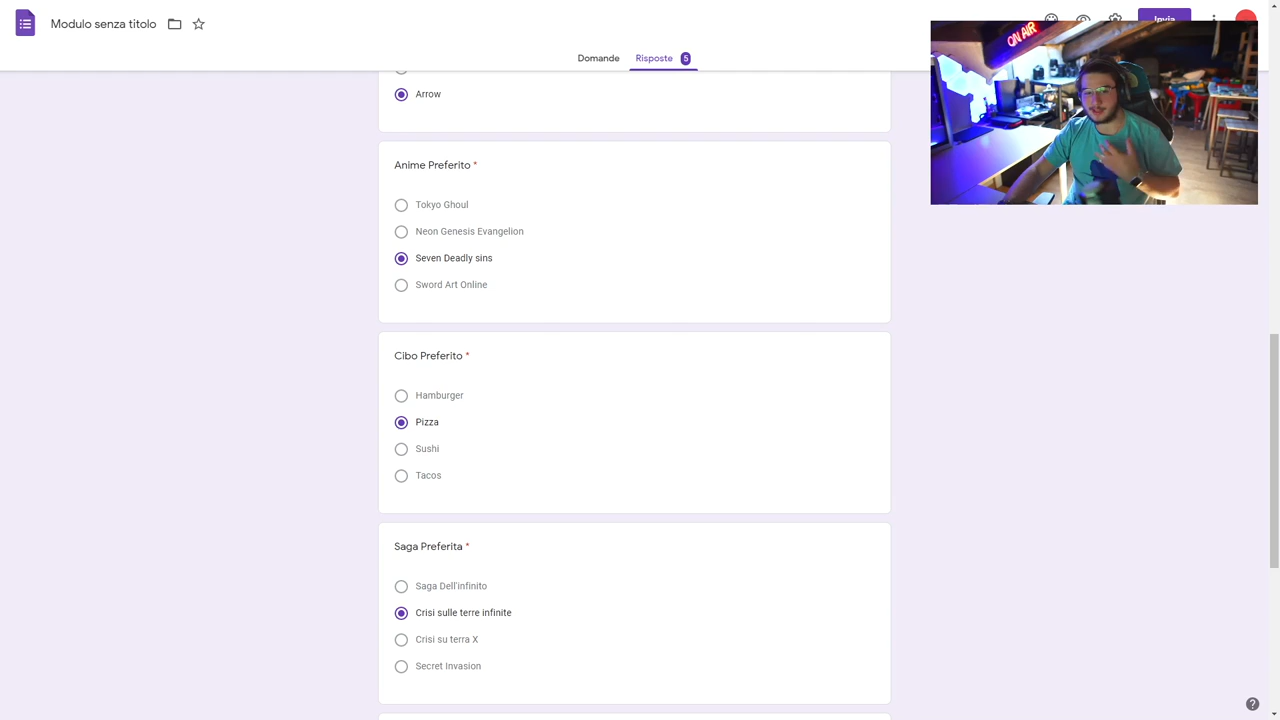 Modulo senza titolo
Invia
Domande
Risposte 5
ON AIR
Arrow
Anime Preferito *
Tokyo Ghoul
Neon Genesis Evangelion
Seven Deadly sins
Sword Art Online
Cibo Preferito *
Hamburger
Pizza
Sushi
Tacos
Saga Preferita *
Saga Dell'infinito
Crisi sulle terre infinite
Crisi su terra X
Secret Invasion